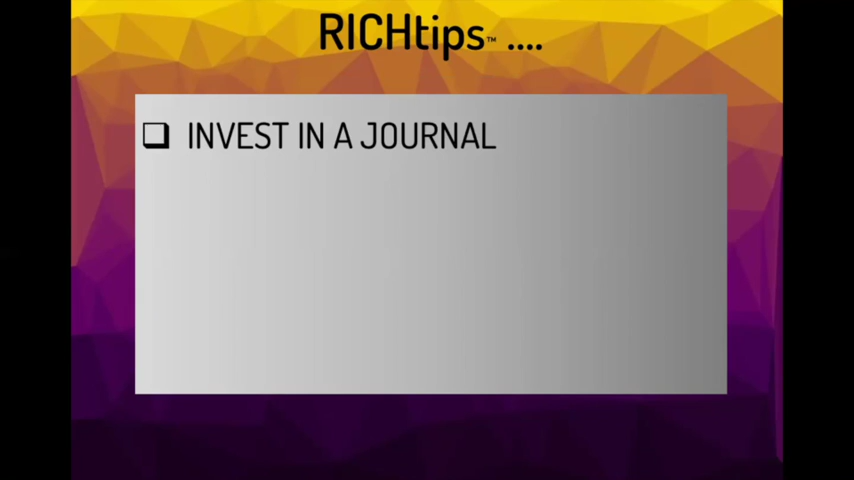 RICHtips™ ....
❑ INVEST IN A JOURNAL